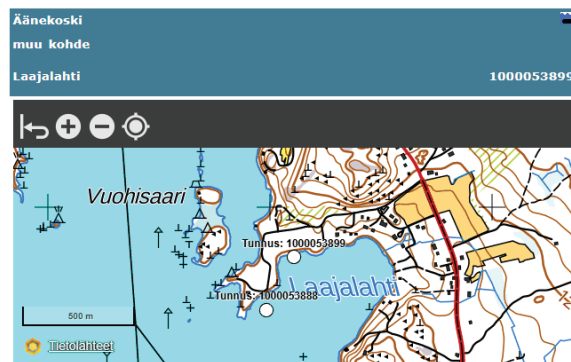 Äänekoski
muu kohde
Laajalahti 1000053899
Vuohisaari
Tunnus: 1000053899
Laajalahti
Tunnus: 1000053888
500 m
Tietolähteet